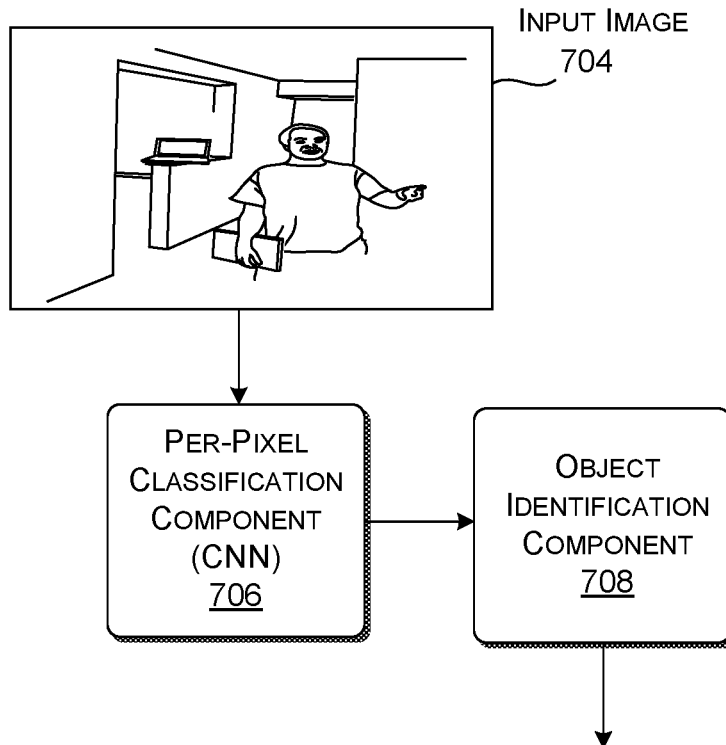 INPUT IMAGE
704
PER-PIXEL
CLASSIFICATION
COMPONENT
(CNN)
706
OBJECT
IDENTIFICATION
COMPONENT
708